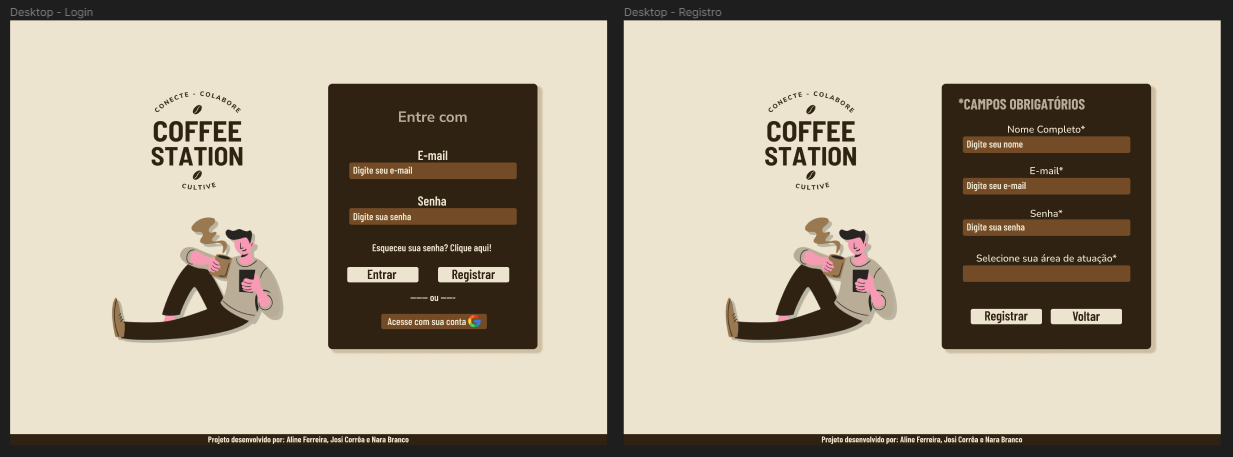 Desktop - Login
CONECTE - COLABORE
COFFEE
STATION
CULTIVE
Entre com
E-mail
Digite seu e-mail
Senha
Digite sua senha
Esqueceu sua senha? Clique aqui!
Entrar
Registrar
——— ou ———
Acesse com sua conta
Projeto desenvolvido por: Aline Ferreira, Josi Corrêa e Nara Branco
Desktop - Registro
CONECTE - COLABORE
COFFEE
STATION
CULTIVE
*CAMPOS OBRIGATÓRIOS
Nome Completo*
Digite seu nome
E-mail*
Digite seu e-mail
Senha*
Digite sua senha
Selecione sua área de atuação*
Registrar
Voltar
Projeto desenvolvido por: Aline Ferreira, Josi Corrêa e Nara Branco